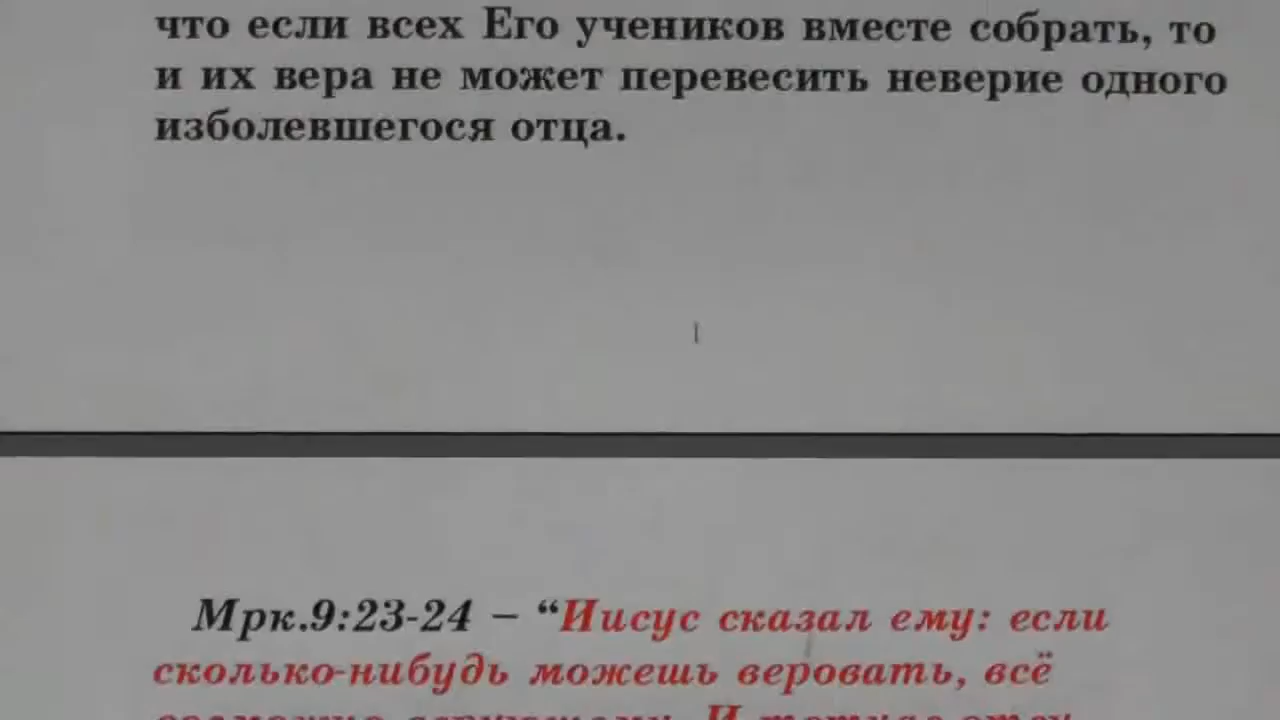 что если всех Его учеников вместе собрать, то
и их вера не может перевесить неверие одного
изболевшегося отца.
Мрк.9:23-24 – “Иисус сказал ему: если
сколько-нибудь можешь веровать, всё